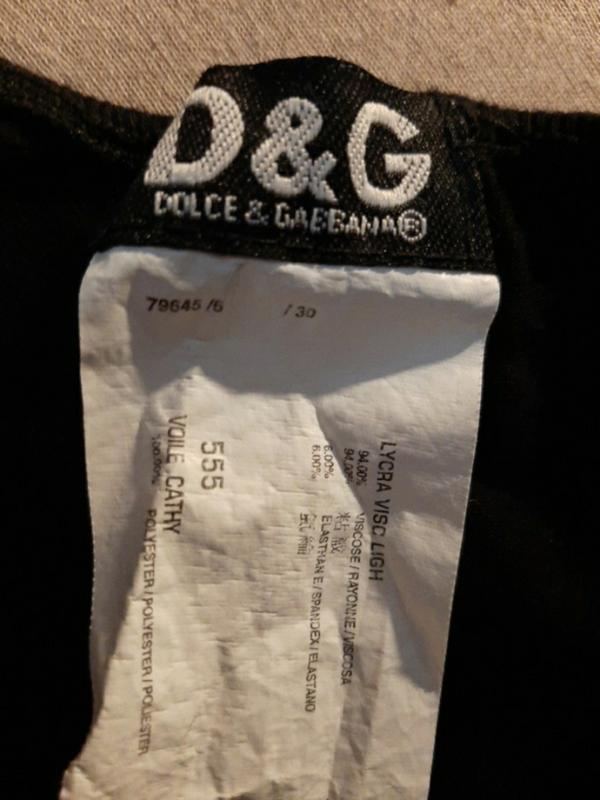 D&G
DOLCE & GABBANA®
79645 /6 / 30
LYCRA VISC LIGH
94.00% VISCOSE / RAYONNE / VISCOSA
94.00%
6.00% ELASTHANE / SPANDEX / ELASTANO
6.00%
555
VOILE CATHY
100.00% POLYESTER / POLYESTER / POLIESTER